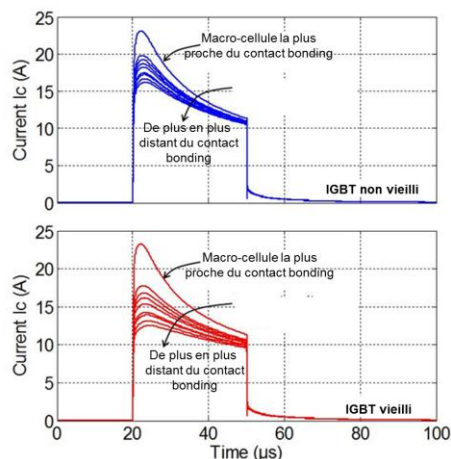 25
20
15
10
5
0
Current Ic (A)
Macro-cellule la plus
proche du contact bonding
De plus en plus
distant du contact
bonding
IGBT non vieilli
25
20
15
10
5
0
Current Ic (A)
Macro-cellule la plus
proche du contact bonding
De plus en plus
distant du contact
bonding
IGBT vieilli
0 20 40 60 80 100
Time (µs)